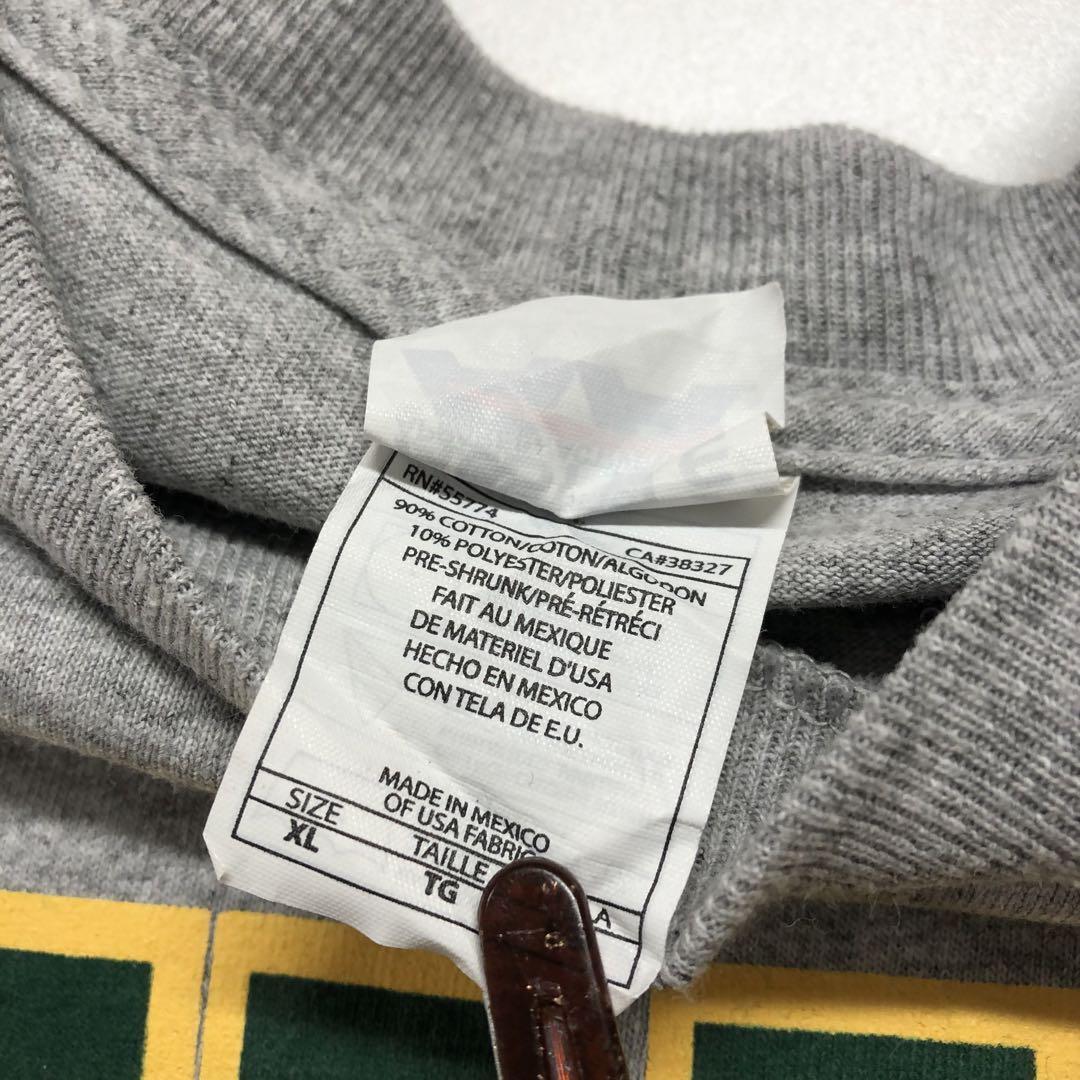 RN#55774 CA#38327
90% COTTON/COTON/ALGODON
10% POLYESTER/POLIESTER
PRE-SHRUNK/PRÉ-RÉTRÉCI
FAIT AU MEXIQUE
DE MATERIEL D'USA
HECHO EN MEXICO
CON TELA DE E.U.
MADE IN MEXICO
OF USA FABRIC
SIZE TAILLE
XL TG